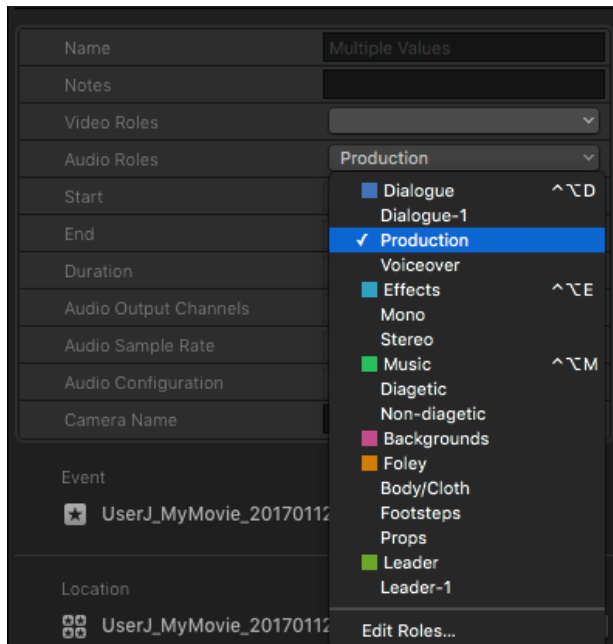 Name Multiple Values
Notes
Video Roles
Audio Roles Production
Start
End
Duration
Audio Output Channels
Audio Sample Rate
Audio Configuration
Camera Name
Dialogue ^⌥D
Dialogue-1
✓ Production
Voiceover
Effects ^⌥E
Mono
Stereo
Music ^⌥M
Diagetic
Non-diagetic
Backgrounds
Foley
Body/Cloth
Footsteps
Props
Leader
Leader-1
Edit Roles...
Event
UserJ_MyMovie_20170112
Location
UserJ_MyMovie_20170112